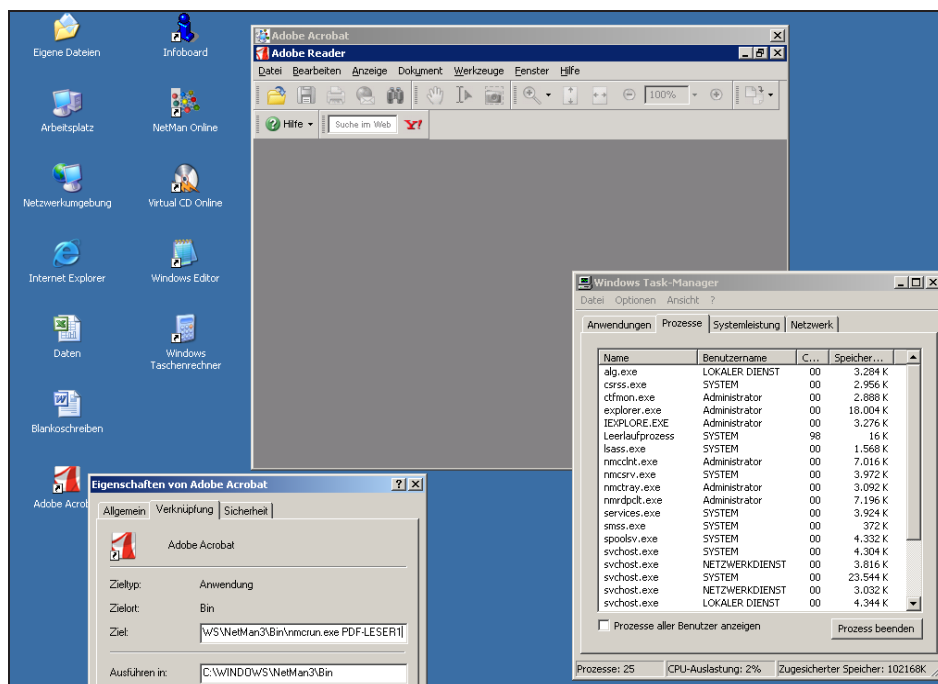 Eigene Dateien
Infoboard
Arbeitsplatz
NetMan Online
Netzwerkumgebung
Virtual CD Online
Internet Explorer
Windows Editor
Daten
Windows
Taschenrechner
Blankoschreiben
Adobe Acrob
Adobe Acrobat
Adobe Reader
Datei Bearbeiten Anzeige Dokument Werkzeuge Fenster Hilfe
100%
Hilfe Suche im Web Y!
Windows Task-Manager
Datei Optionen Ansicht ?
Anwendungen Prozesse Systemleistung Netzwerk
Name Benutzername C... Speicher...
alg.exe LOKALER DIENST 00 3.284 K
csrss.exe SYSTEM 00 2.956 K
ctfmon.exe Administrator 00 2.888 K
explorer.exe Administrator 00 18.004 K
IEXPLORE.EXE Administrator 00 3.276 K
Leerlaufprozess SYSTEM 98 16 K
lsass.exe SYSTEM 00 1.568 K
nmcclnt.exe Administrator 00 7.016 K
nmcsrv.exe SYSTEM 00 3.972 K
nmctray.exe Administrator 00 3.092 K
nmrdpclt.exe Administrator 00 7.196 K
services.exe SYSTEM 00 3.924 K
smss.exe SYSTEM 00 372 K
spoolsv.exe SYSTEM 00 4.332 K
svchost.exe SYSTEM 00 4.304 K
svchost.exe NETZWERKDIENST 00 3.816 K
svchost.exe SYSTEM 00 23.544 K
svchost.exe NETZWERKDIENST 00 3.032 K
svchost.exe LOKALER DIENST 00 4.344 K
Prozesse aller Benutzer anzeigen
Prozess beenden
Prozesse: 25 CPU-Auslastung: 2% Zugesicherter Speicher: 102168K
Eigenschaften von Adobe Acrobat
Allgemein Verknüpfung Sicherheit
Adobe Acrobat
Zieltyp: Anwendung
Zielort: Bin
Ziel: WS\NetMan3\Bin\nmcrun.exe PDF-LESER1
Ausführen in: C:\WINDOWS\NetMan3\Bin